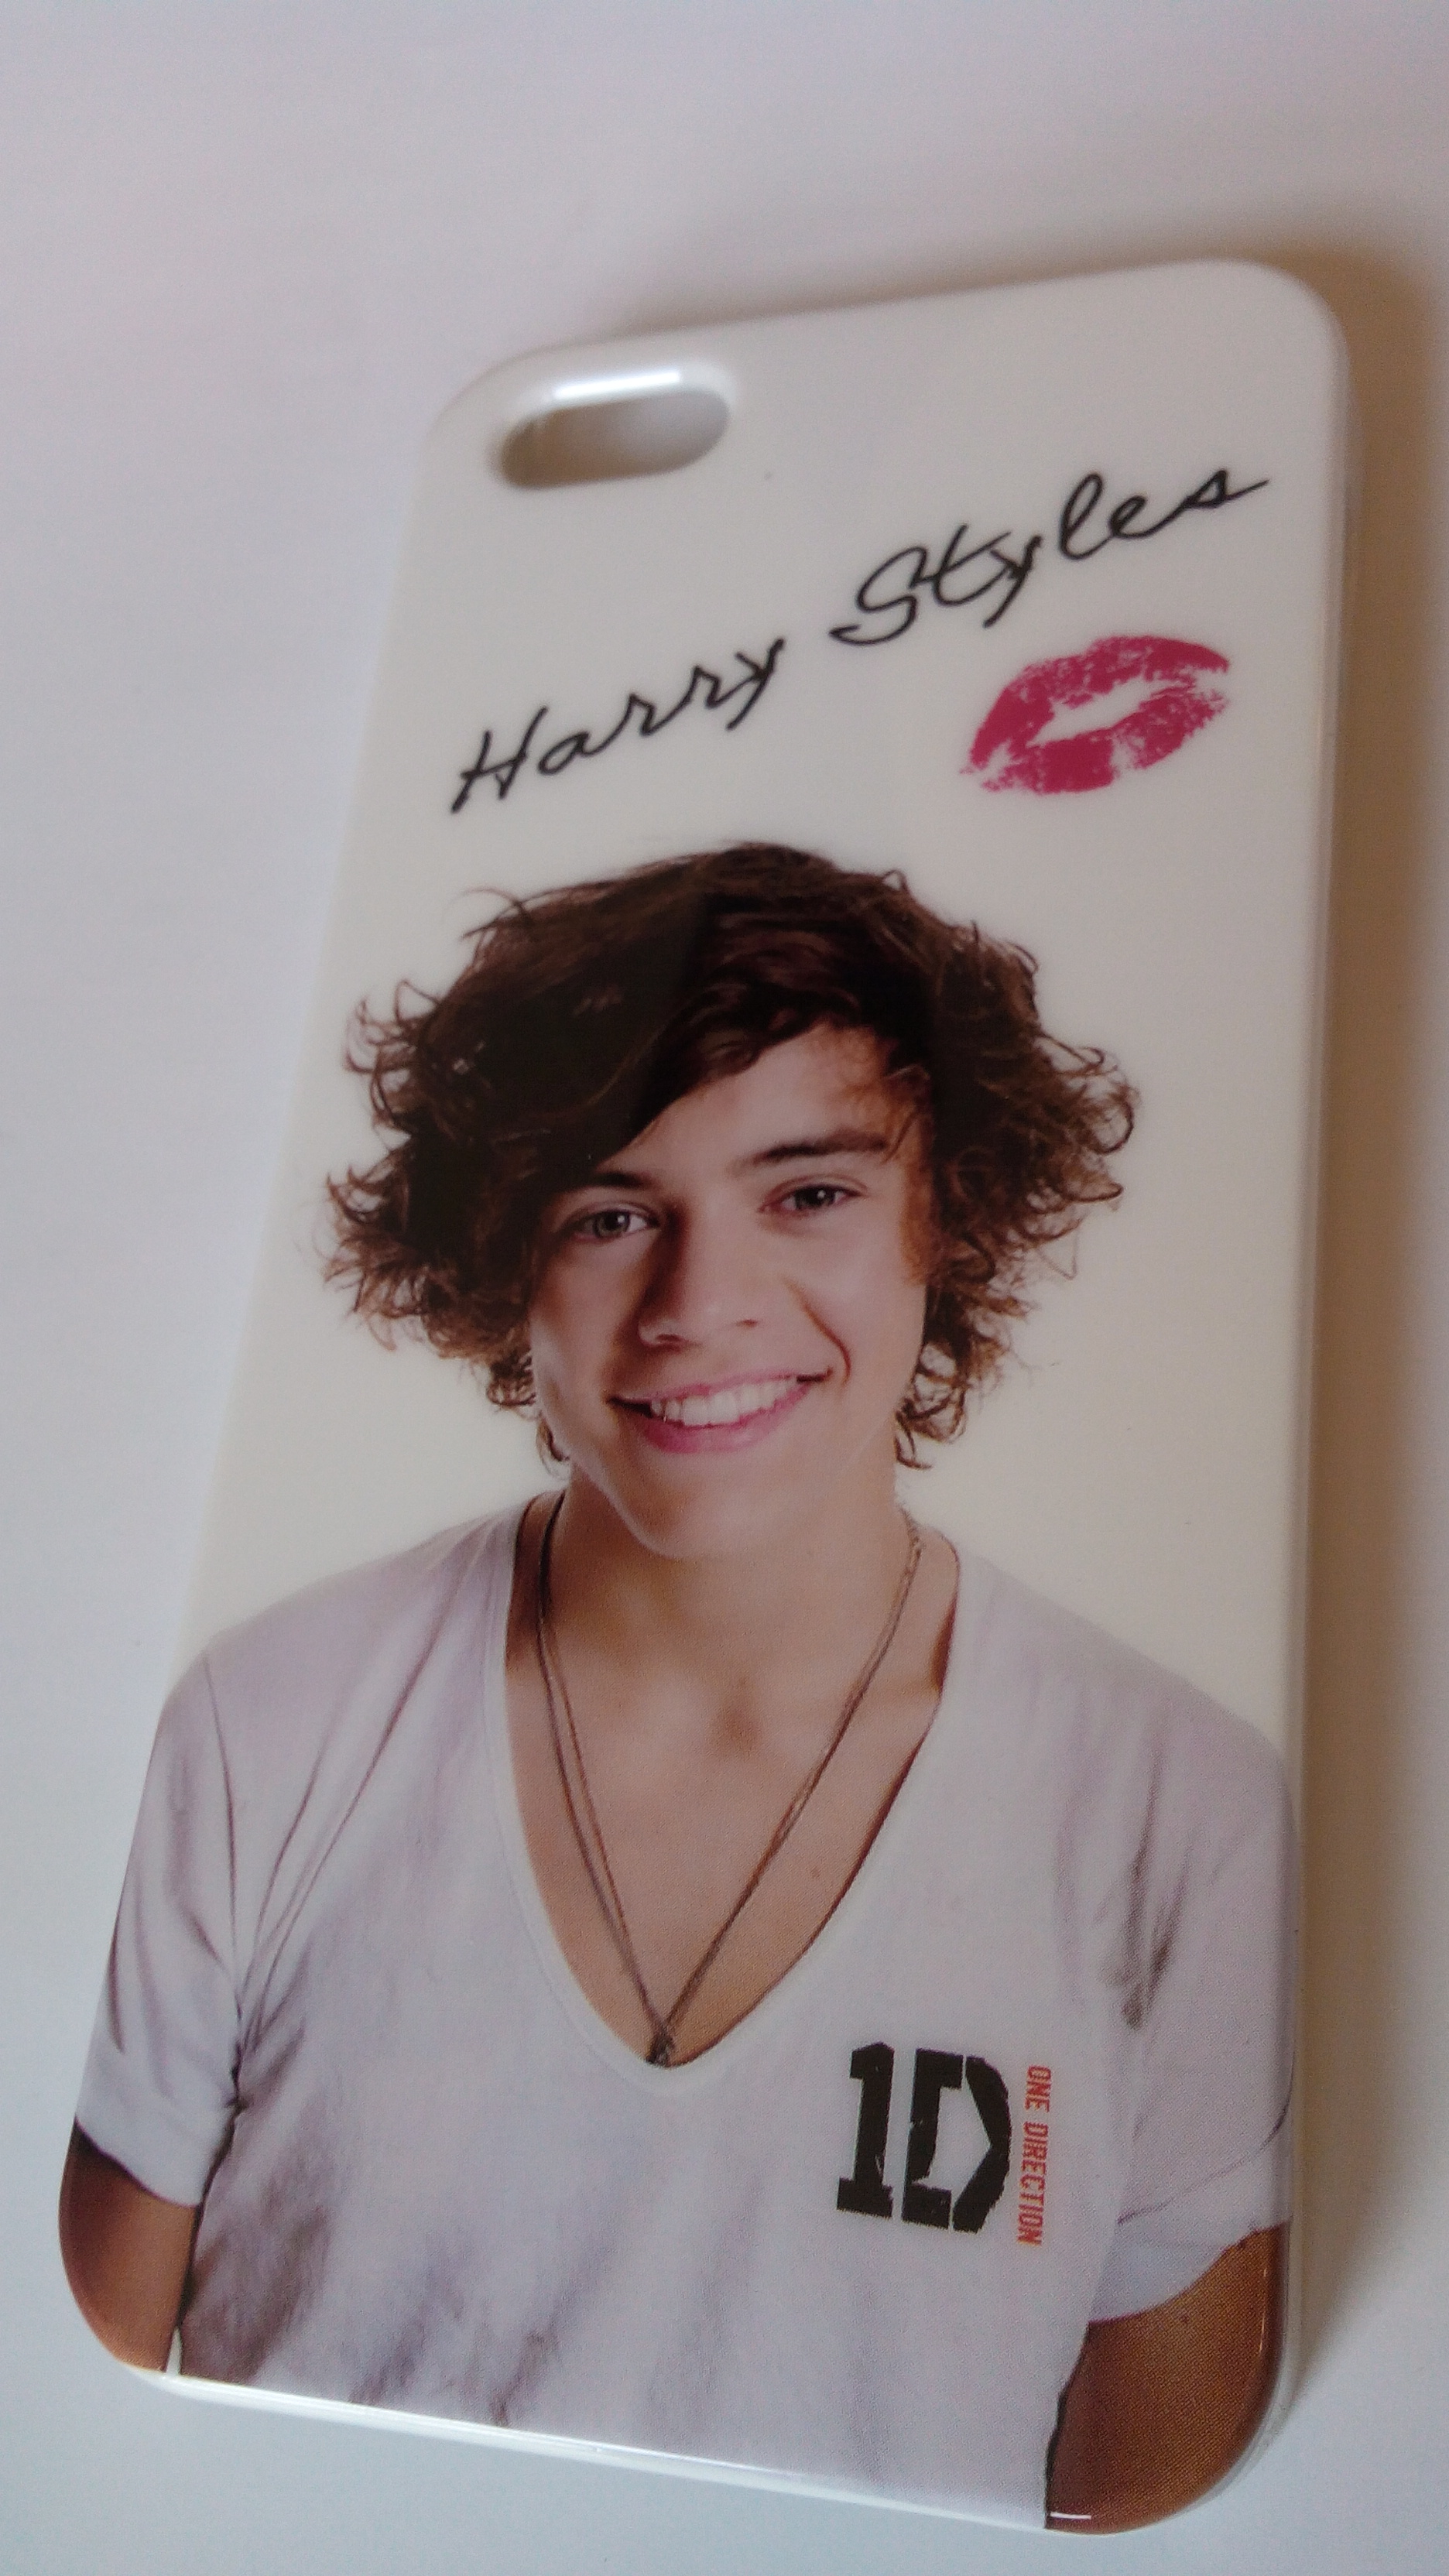 Harry Styles
1D
ONE DIRECTION